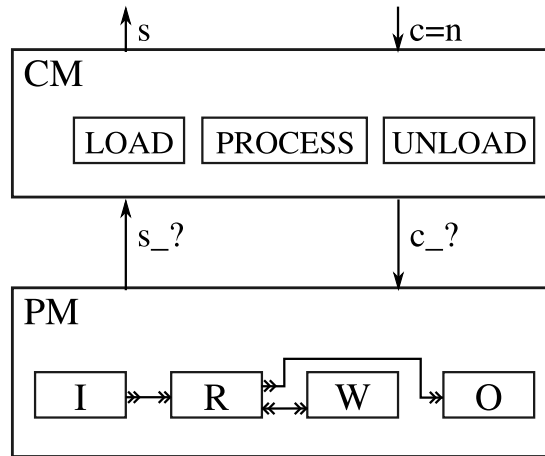 s c=n
CM
LOAD PROCESS UNLOAD
s_? c_?
PM
I R W O